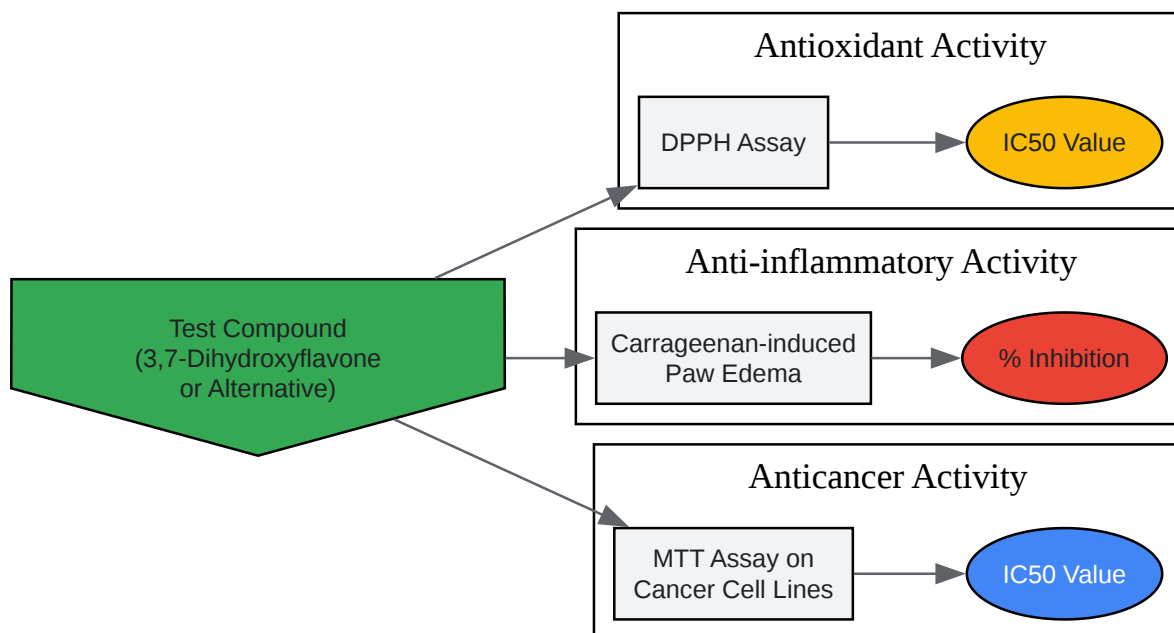 Antioxidant Activity
DPPH Assay
IC50 Value
Anti-inflammatory Activity
Test Compound
(3,7-Dihydroxyflavone
or Alternative)
Carrageenan-induced
Paw Edema
% Inhibition
Anticancer Activity
MTT Assay on
Cancer Cell Lines
IC50 Value